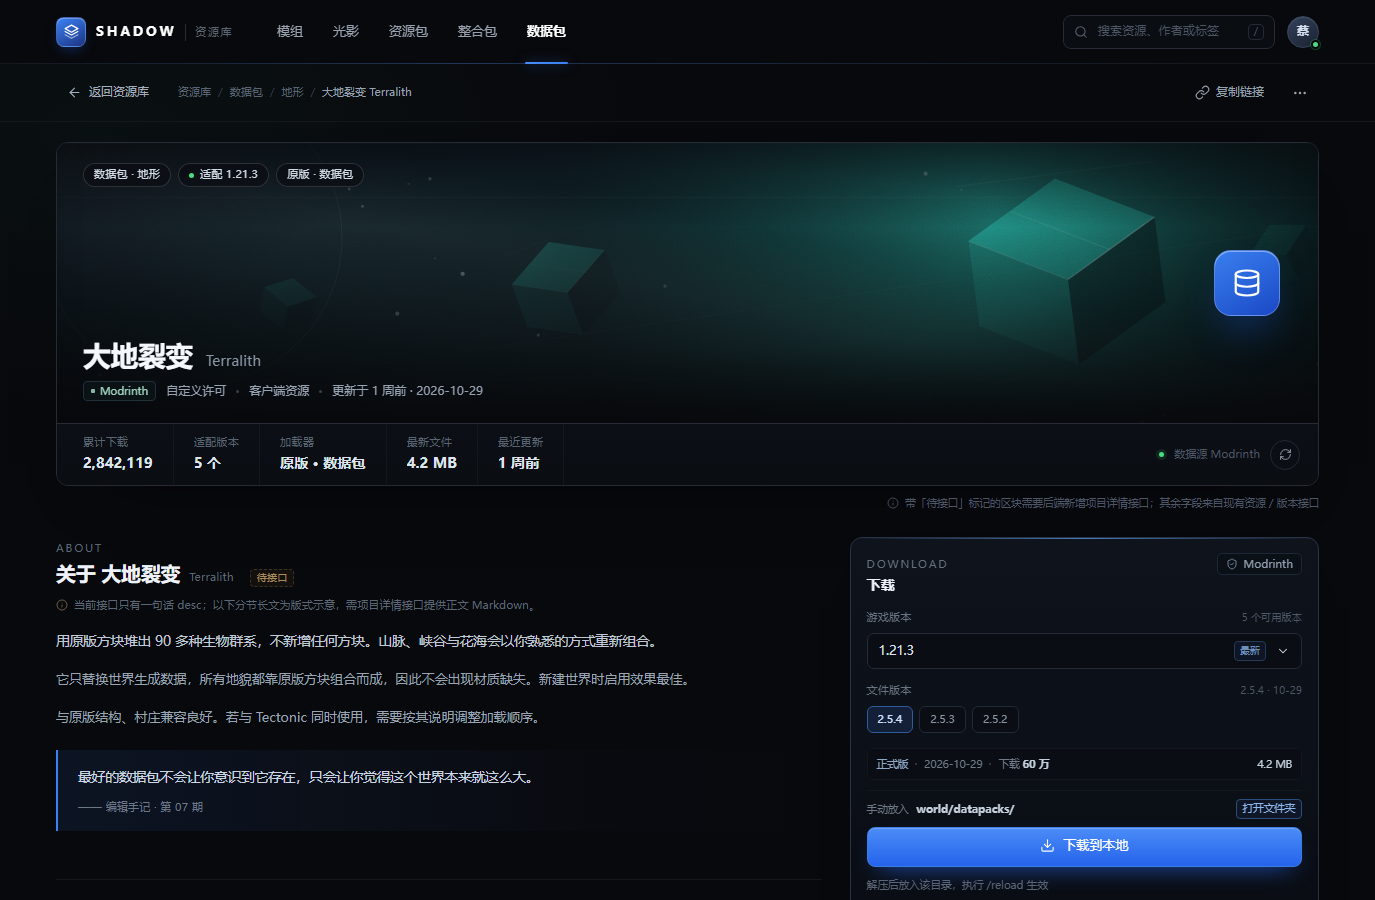 SHADOW 资源库 模组 光影 资源包 整合包 数据包 搜索资源、作者或标签 / 蔡
返回资源库 资源库 / 数据包 / 地形 / 大地裂变 Terralith 复制链接
数据包 · 地形 适配 1.21.3 原版 · 数据包
大地裂变 Terralith
Modrinth 自定义许可 · 客户端资源 · 更新于 1 周前 · 2026-10-29
累计下载 适配版本 加载器 最新文件 最近更新
2,842,119 5 个 原版 • 数据包 4.2 MB 1 周前
数据源 Modrinth
带「待接口」标记的区块需要后端新增项目详情接口；其余字段来自现有资源 / 版本接口
ABOUT
关于 大地裂变 Terralith 待接口
当前接口只有一句话 desc；以下分节长文为版式示意，需项目详情接口提供正文 Markdown。
用原版方块堆出 90 多种生物群系，不新增任何方块。山脉、峡谷与花海会以你熟悉的方式重新组合。
它只替换世界生成数据，所有地貌都靠原版方块组合而成，因此不会出现材质缺失。新建世界时启用效果最佳。
与原版结构、村庄兼容良好。若与 Tectonic 同时使用，需要按其说明调整加载顺序。
最好的数据包不会让你意识到它存在，只会让你觉得这个世界本来就这么大。
—— 编辑手记 · 第 07 期
DOWNLOAD Modrinth
下载
游戏版本 5 个可用版本
1.21.3 最新
文件版本 2.5.4 · 10-29
2.5.4 2.5.3 2.5.2
正式版 · 2026-10-29 · 下载 60 万 4.2 MB
手动放入 world/datapacks/ 打开文件夹
下载到本地
解压后放入该目录，执行 /reload 生效